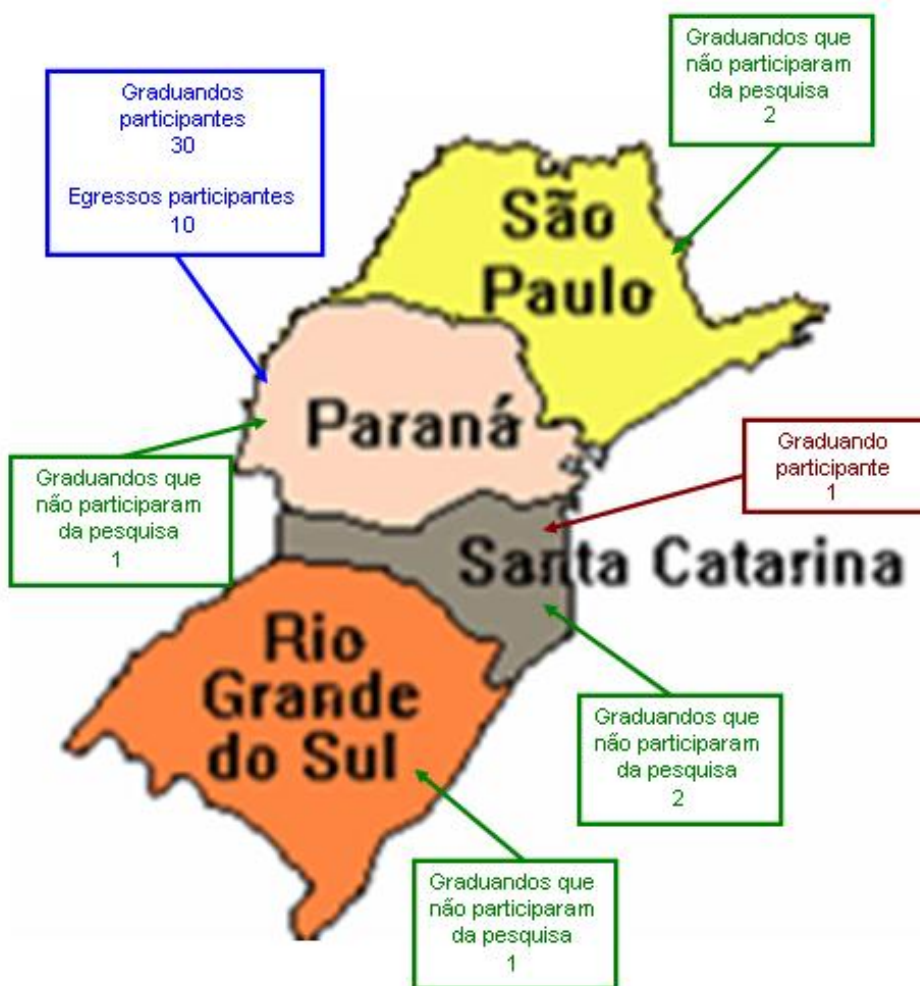 Graduandos que
não participaram
da pesquisa
2
Graduandos
participantes
30
Egressos participantes
10
São
Paulo
Paraná
Graduando
participante
1
Graduandos que
não participaram
da pesquisa
1
Santa Catarina
Rio
Grande
do Sul
Graduandos que
não participaram
da pesquisa
2
Graduandos que
não participaram
da pesquisa
1